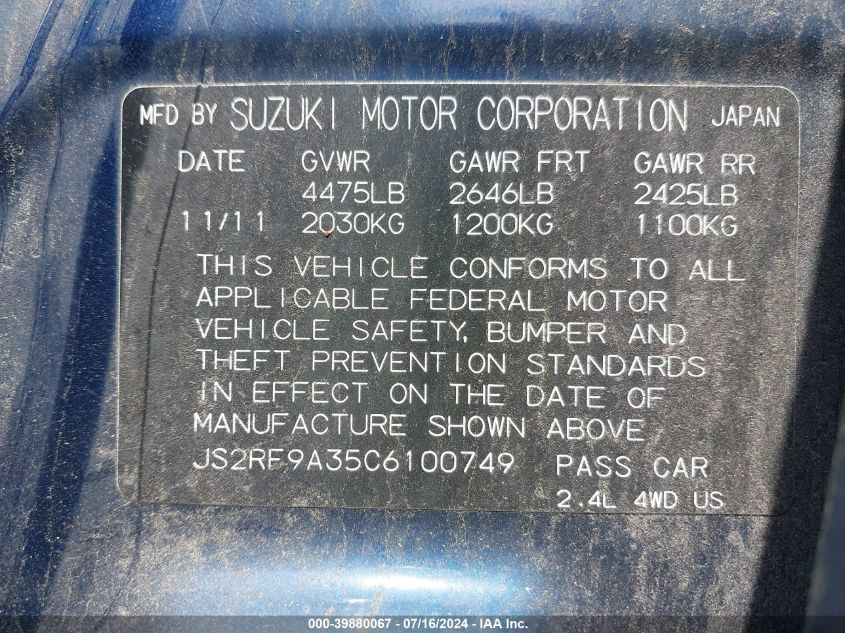 MFD BY SUZUKI MOTOR CORPORATION JAPAN
DATE GVWR GAWR FRT GAWR RR
4475LB 2646LB 2425LB
11/11 2030KG 1200KG 1100KG
THIS VEHICLE CONFORMS TO ALL
APPLICABLE FEDERAL MOTOR
VEHICLE SAFETY, BUMPER AND
THEFT PREVENTION STANDARDS
IN EFFECT ON THE DATE OF
MANUFACTURE SHOWN ABOVE
JS2RF9A35C6100749 PASS CAR
2.4L 4WD US
000-39880067 - 07/16/2024 - IAA Inc.